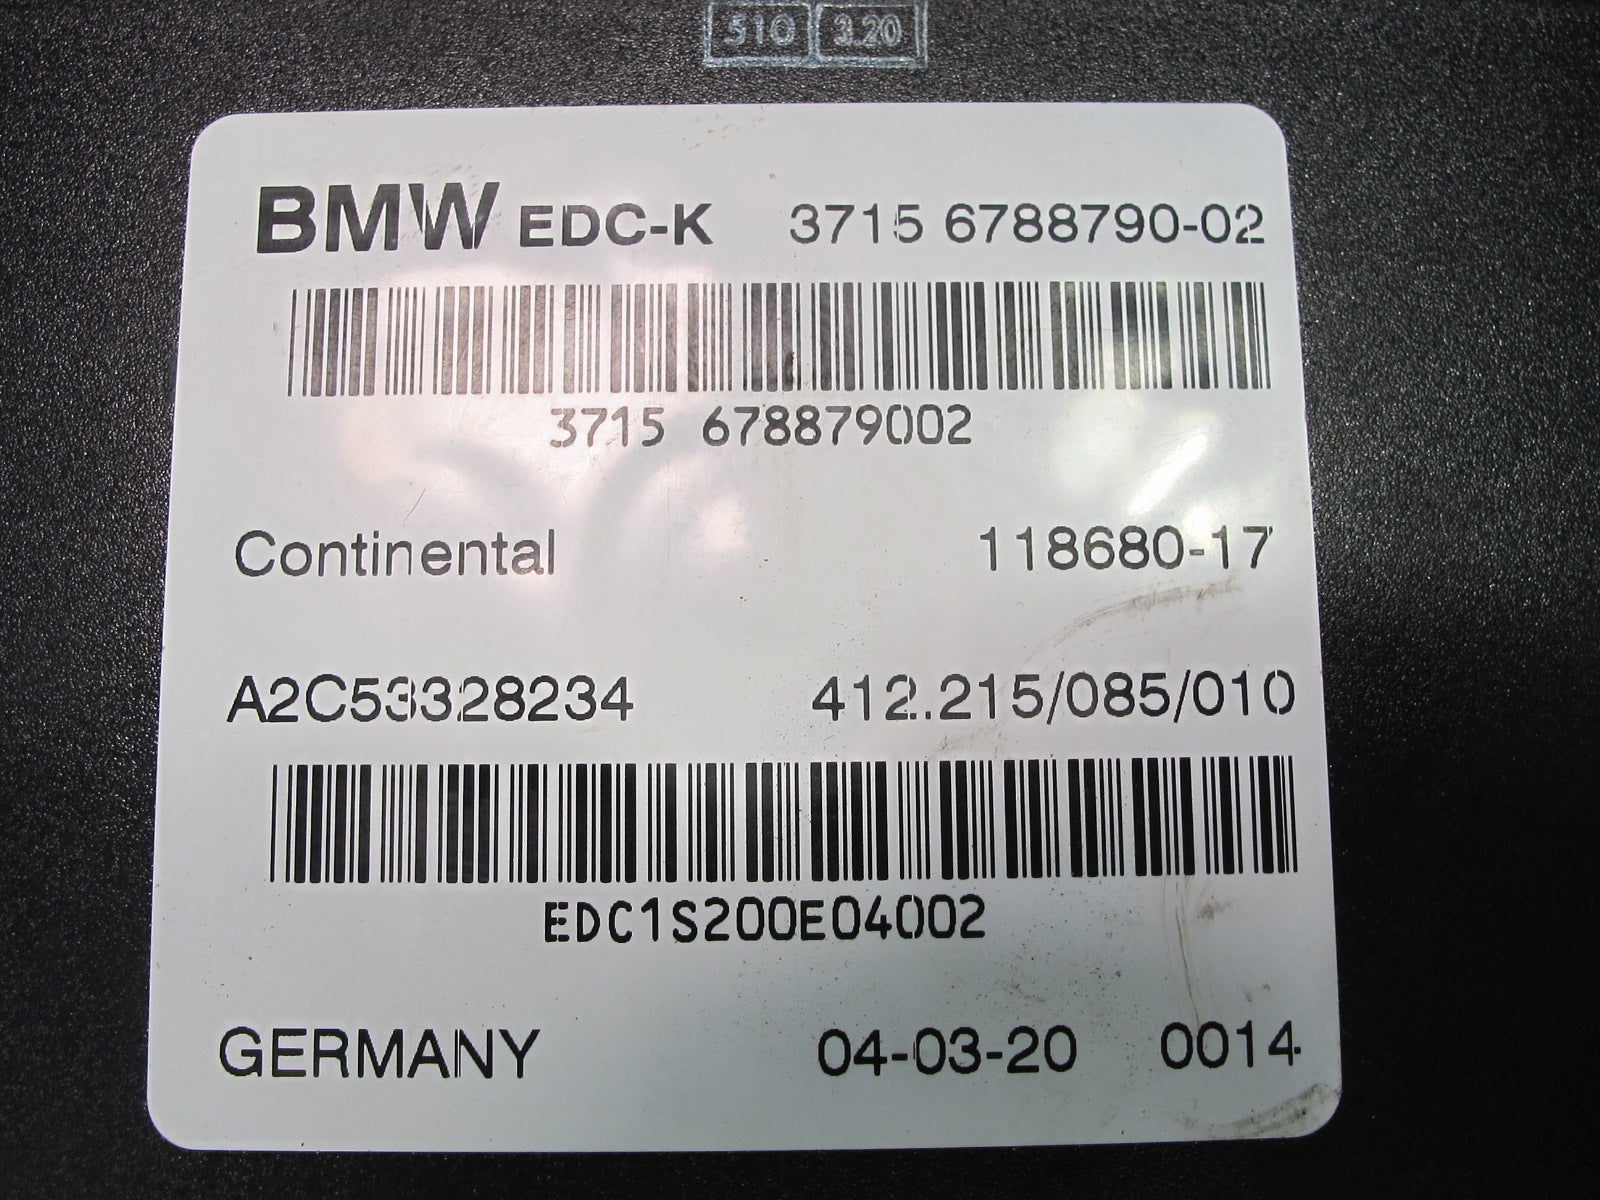 510 3.20
BMW EDC-K 3715 6788790-02
3715 678879002
Continental 118680-17
A2C53328234 412.215/085/010
EDC1S200E04002
GERMANY 04-03-20 0014